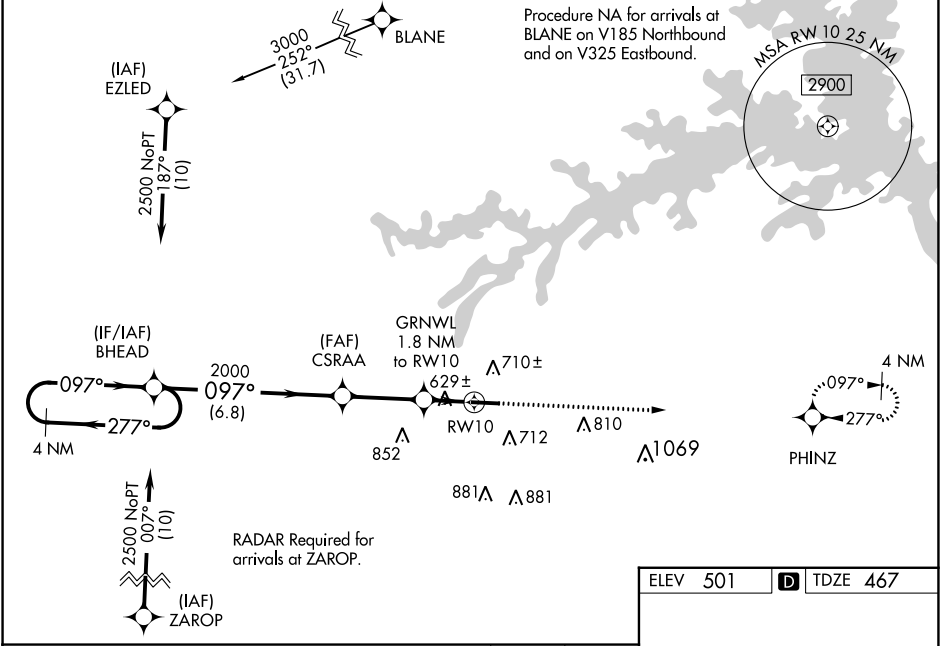 Procedure NA for arrivals at
BLANE on V185 Northbound
and on V325 Eastbound.
BLANE
3000
252°
(31.7)
(IAF)
EZLED
2500 NoPT
187°
(10)
MSA RW 10 25 NM
2900
(IF/IAF)
BHEAD
097°
277°
4 NM
2000
097°
(6.8)
(FAF)
CSRAA
GRNWL
1.8 NM
to RW10
629±
710±
RW10
852
712
810
1069
881
881
4 NM
097°
277°
PHINZ
2500 NoPT
007°
(10)
RADAR Required for
arrivals at ZAROP.
(IAF)
ZAROP
ELEV 501 D TDZE 467